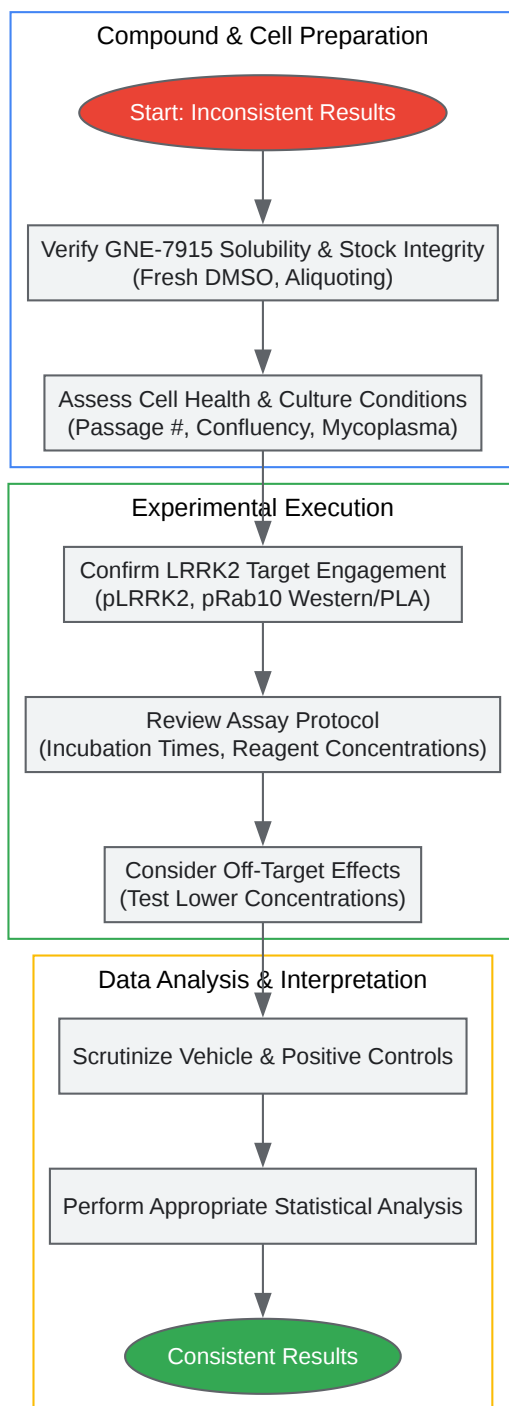 Compound & Cell Preparation
Start: Inconsistent Results
Verify GNE-7915 Solubility & Stock Integrity
(Fresh DMSO, Aliquoting)
Assess Cell Health & Culture Conditions
(Passage #, Confluency, Mycoplasma)
Experimental Execution
Confirm LRRK2 Target Engagement
(pLRRK2, pRab10 Western/PLA)
Review Assay Protocol
(Incubation Times, Reagent Concentrations)
Consider Off-Target Effects
(Test Lower Concentrations)
Data Analysis & Interpretation
Scrutinize Vehicle & Positive Controls
Perform Appropriate Statistical Analysis
Consistent Results